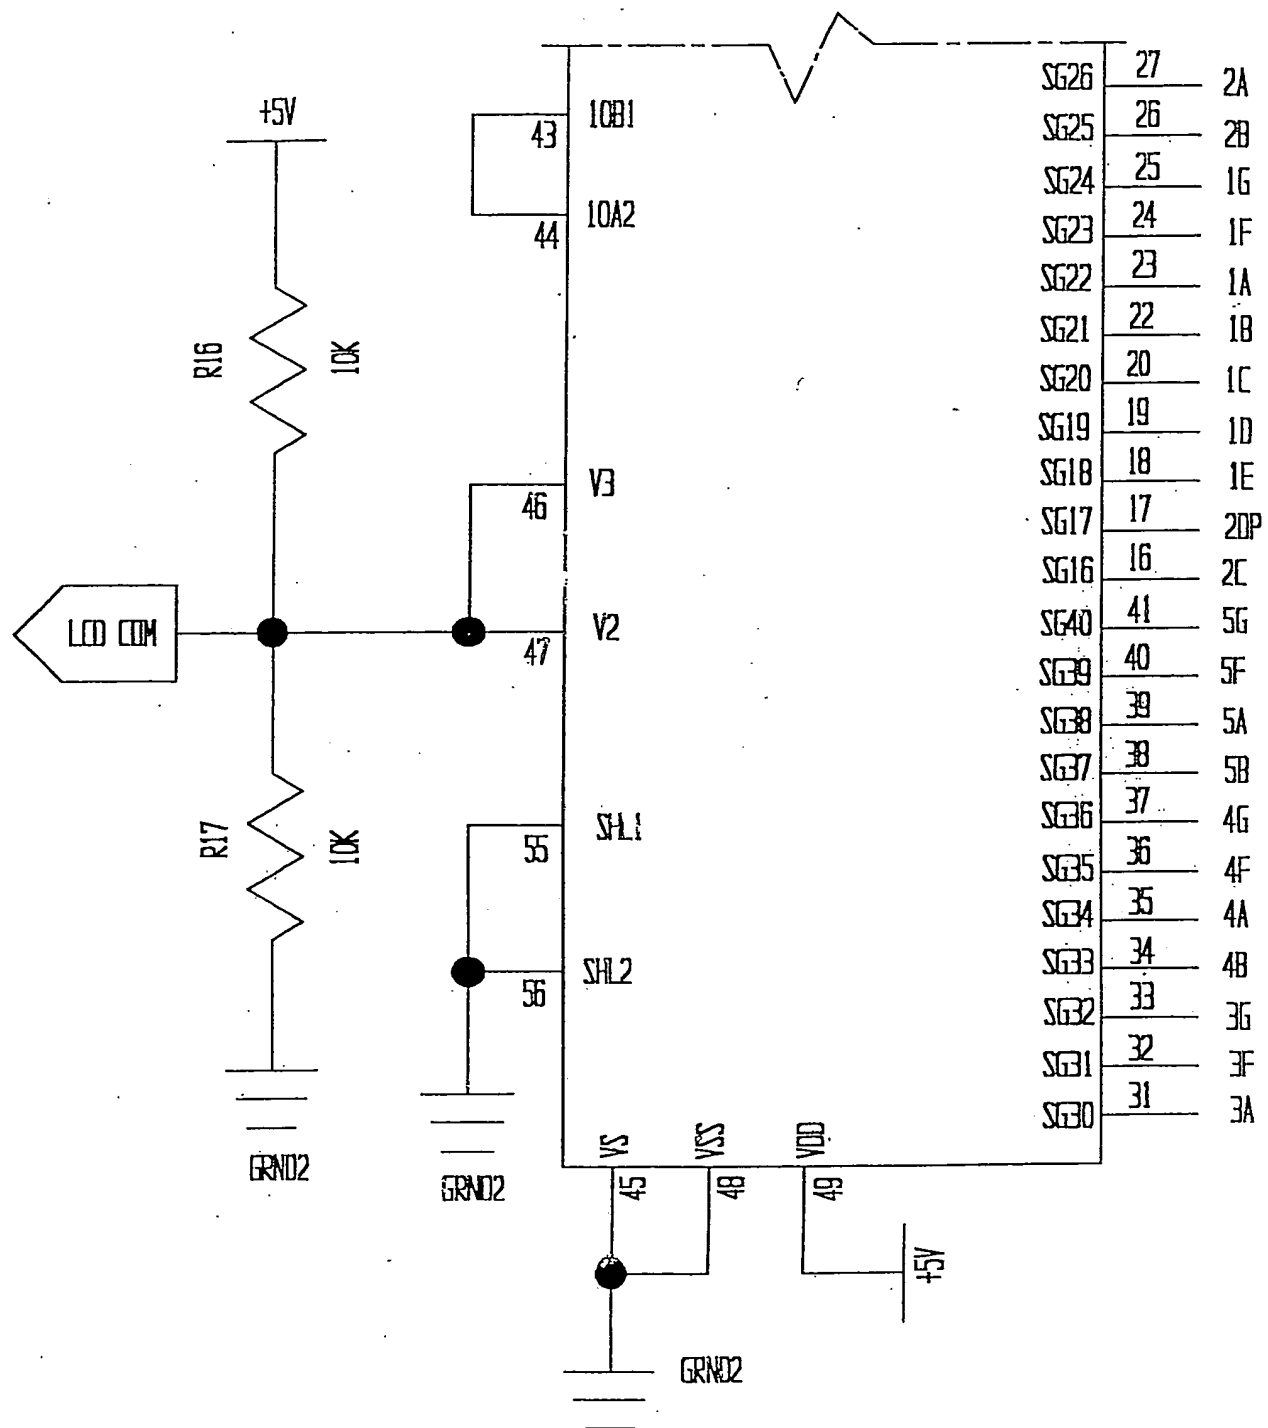 +5V
R16
10K
LCD COM
R17
10K
GRND2
43
10B1
44
10A2
46
V3
47
V2
55
SHL1
56
SHL2
GRND2
VS
45
VSS
48
VDD
49
+5V
GRND2
SG26 27 2A
SG25 26 2B
SG24 25 1G
SG23 24 1F
SG22 23 1A
SG21 22 1B
SG20 20 1C
SG19 19 1D
SG18 18 1E
SG17 17 2DP
SG16 16 2C
SG40 41 5G
SG39 40 5F
SG38 39 5A
SG37 38 5B
SG36 37 4G
SG35 36 4F
SG34 35 4A
SG33 34 4B
SG32 33 3G
SG31 32 3F
SG30 31 3A